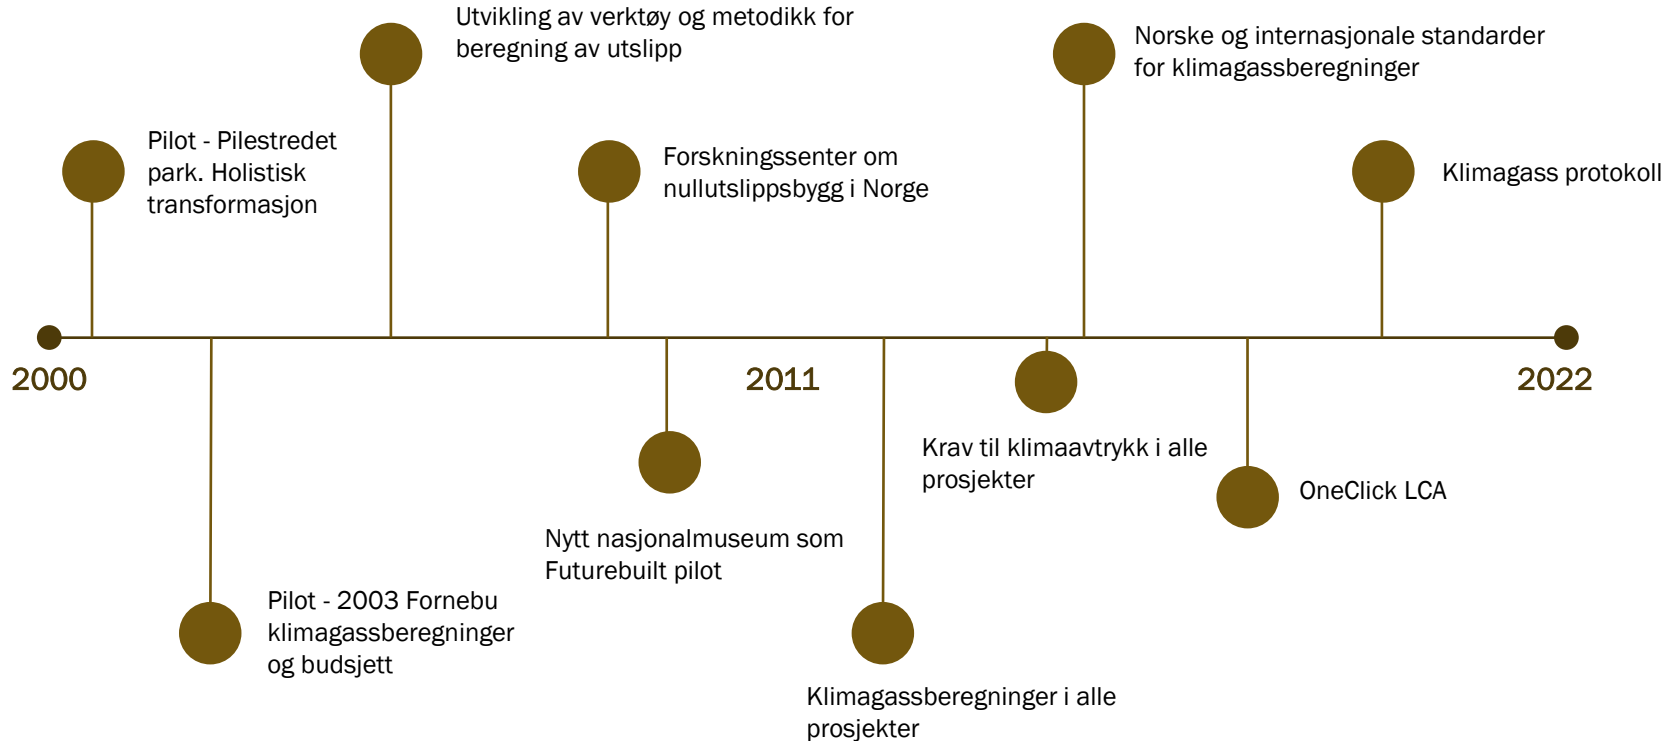 Utvikling av verktøy og metodikk for
beregning av utslipp
Norske og internasjonale standarder
for klimagassberegninger
Pilot - Pilestredet
park. Holistisk
transformasjon
Forskningssenter om
nullutslippsbygg i Norge
Klimagass protokoll
2000
2011
2022
Krav til klimaavtrykk i alle
prosjekter
OneClick LCA
Nytt nasjonalmuseum som
Futurebuilt pilot
Pilot - 2003 Fornebu
klimagassberegninger
og budsjett
Klimagassberegninger i alle
prosjekter